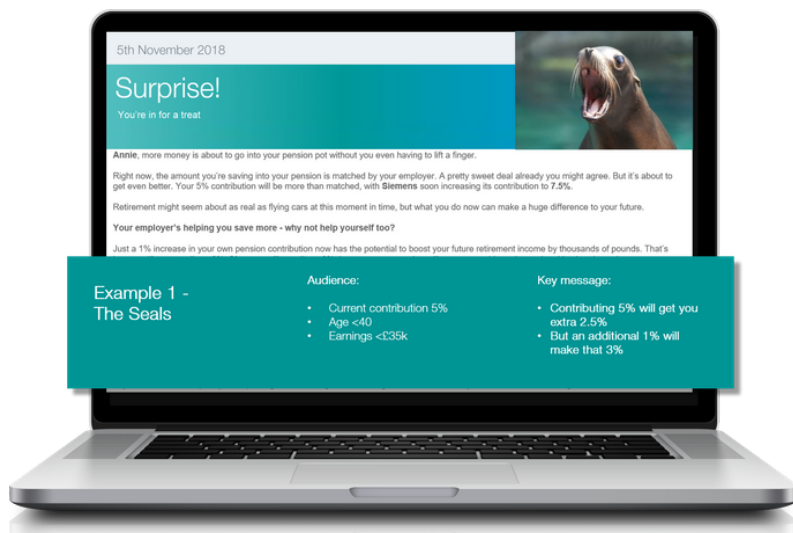 5th November 2018
Surprise!
You're in for a treat
Annie, more money is about to go into your pension pot without you even having to lift a finger.
Right now, the amount you're saving into your pension is matched by your employer. A pretty sweet deal already you might agree. But it's about to
get even better. Your 5% contribution will be more than matched, with Siemens soon increasing its contribution to 7.5%.
Retirement might seem about as real as flying cars at this moment in time, but what you do now can make a huge difference to your future.
Your employer's helping you save more - why not help yourself too?
Just a 1% increase in your own pension contribution now has the potential to boost your future retirement income by thousands of pounds. That's
Example 1 -
The Seals
Audience:
• Current contribution 5%
• Age <40
• Earnings <£35k
Key message:
• Contributing 5% will get you
extra 2.5%
• But an additional 1% will
make that 3%